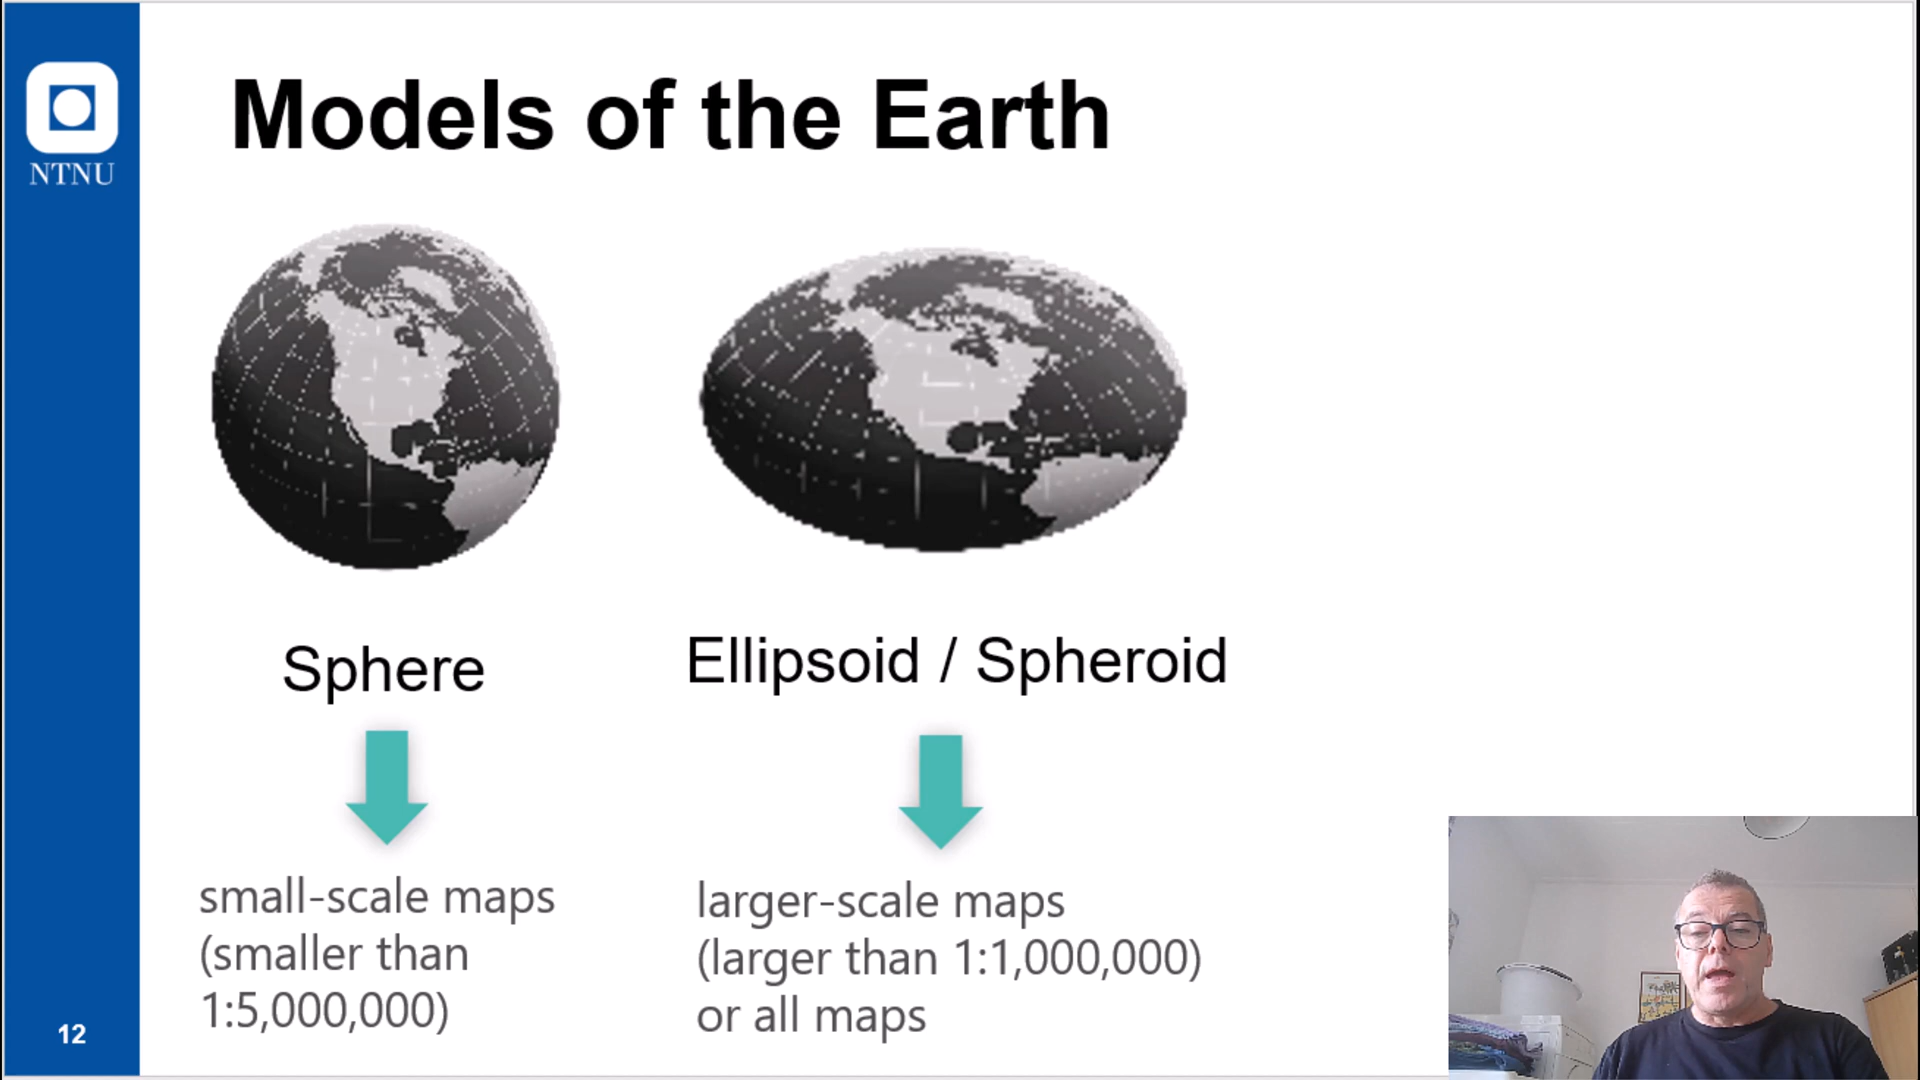 NTNU
Models of the Earth
Sphere
Ellipsoid / Spheroid
small-scale maps
(smaller than
1:5,000,000)
larger-scale maps
(larger than 1:1,000,000)
or all maps
12